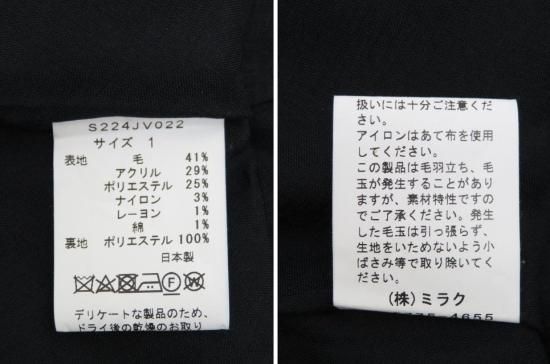 S224JV022
サイズ 1
表地 毛 41%
アクリル 29%
ポリエステル 25%
ナイロン 3%
レーヨン 1%
綿 1%
裏地 ポリエステル 100%
日本製
デリケートな製品のため、
ドライ後の乾燥のお取り
扱いには十分ご注意くだ
さい。
アイロンはあて布を使用
してください。
この製品は毛羽立ち、毛
玉が発生することがあり
ますが、素材特性ですの
でご了承ください。発生
した毛玉は引っ張らず、
生地をいためないよう小
ばさみ等で取り除いてく
ださい。
(株)ミラク
4655